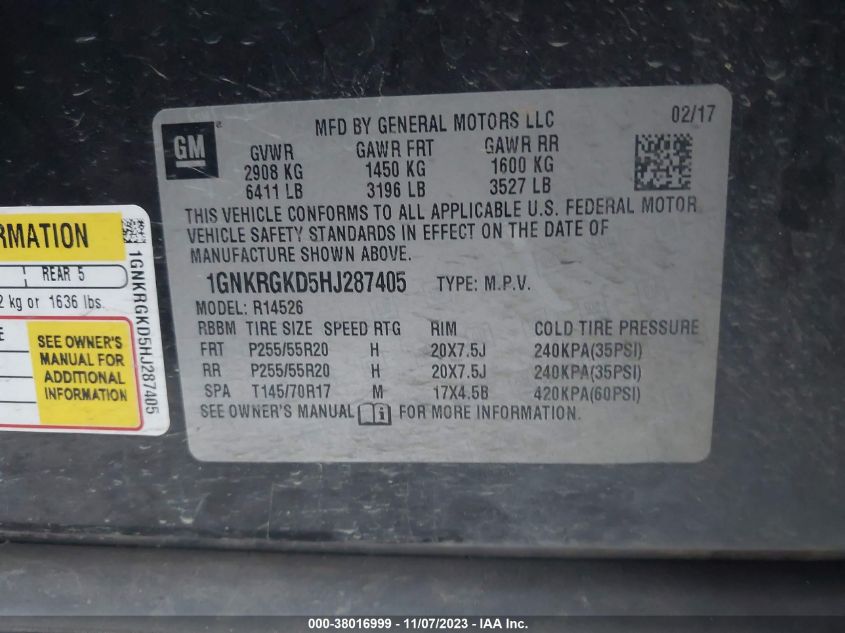 GM
MFD BY GENERAL MOTORS LLC
02/17
GVWR GAWR FRT GAWR RR
2908 KG 1450 KG 1600 KG
6411 LB 3196 LB 3527 LB
THIS VEHICLE CONFORMS TO ALL APPLICABLE U.S. FEDERAL MOTOR
VEHICLE SAFETY STANDARDS IN EFFECT ON THE DATE OF
MANUFACTURE SHOWN ABOVE.
1GNKRGKD5HJ287405 TYPE: M.P.V.
MODEL: R14526
RBBM TIRE SIZE SPEED RTG RIM COLD TIRE PRESSURE
FRT P255/55R20 H 20X7.5J 240KPA(35PSI)
RR P255/55R20 H 20X7.5J 240KPA(35PSI)
SPA T145/70R17 M 17X4.5B 420KPA(60PSI)
SEE OWNER'S MANUAL FOR MORE INFORMATION.
RMATION
REAR 5
2 kg or 1636 lbs.
SEE OWNER'S
MANUAL FOR
ADDITIONAL
INFORMATION
1GNKRGKD5HJ287405
000-38016999 - 11/07/2023 - IAA Inc.